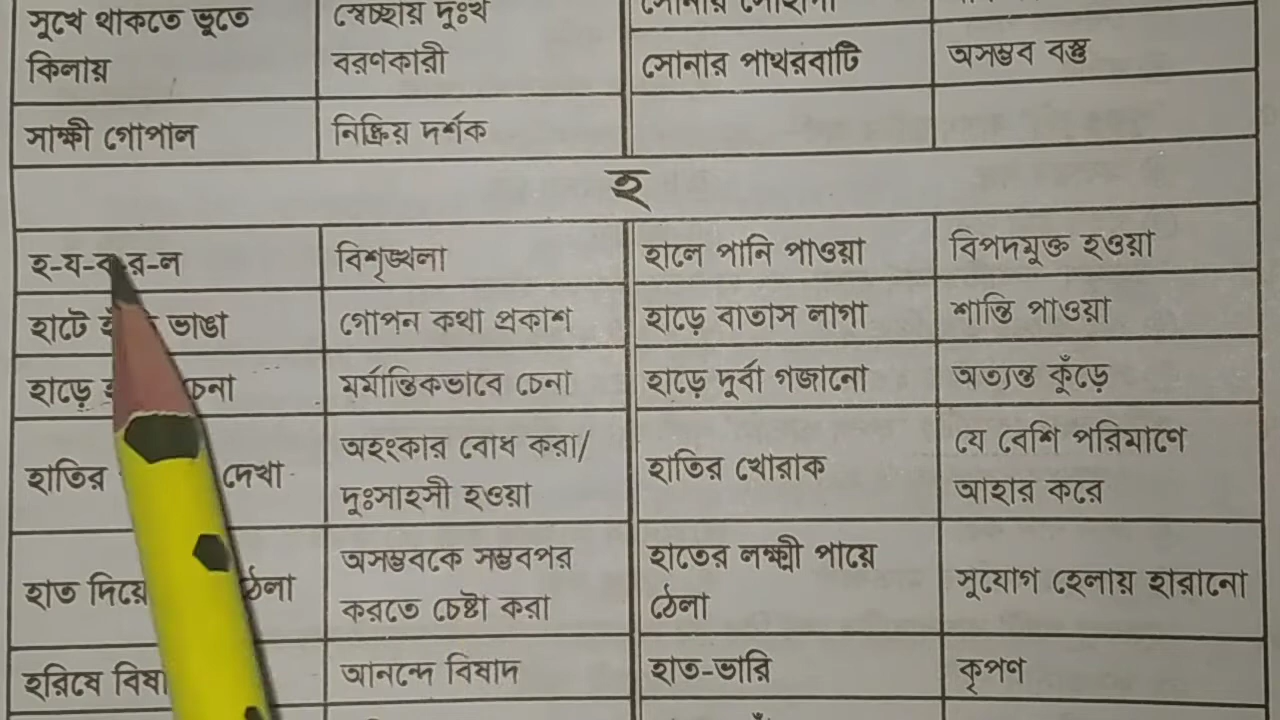 সুখে থাকতে ভূতে
কিলায়
স্বেচ্ছায় দুঃখ
বরণকারী
সোনার পাথরবাটি
অসম্ভব বস্তু
সাক্ষী গোপাল
নিষ্ক্রিয় দর্শক
হ
হ-য-ব-র-ল
বিশৃঙ্খলা
হালে পানি পাওয়া
বিপদমুক্ত হওয়া
হাটে ভাঙা
গোপন কথা প্রকাশ
হাড়ে বাতাস লাগা
শান্তি পাওয়া
হাড়ে চেনা
মর্মান্তিকভাবে চেনা
হাড়ে দুর্বা গজানো
অত্যন্ত কুঁড়ে
হাতির দেখা
অহংকার বোধ করা/
দুঃসাহসী হওয়া
হাতির খোরাক
যে বেশি পরিমাণে
আহার করে
হাত দিয়ে ঠেলা
অসম্ভবকে সম্ভবপর
করতে চেষ্টা করা
হাতের লক্ষ্মী পায়ে
ঠেলা
সুযোগ হেলায় হারানো
হরিষে বিষা
আনন্দে বিষাদ
হাত-ভারি
কৃপণ